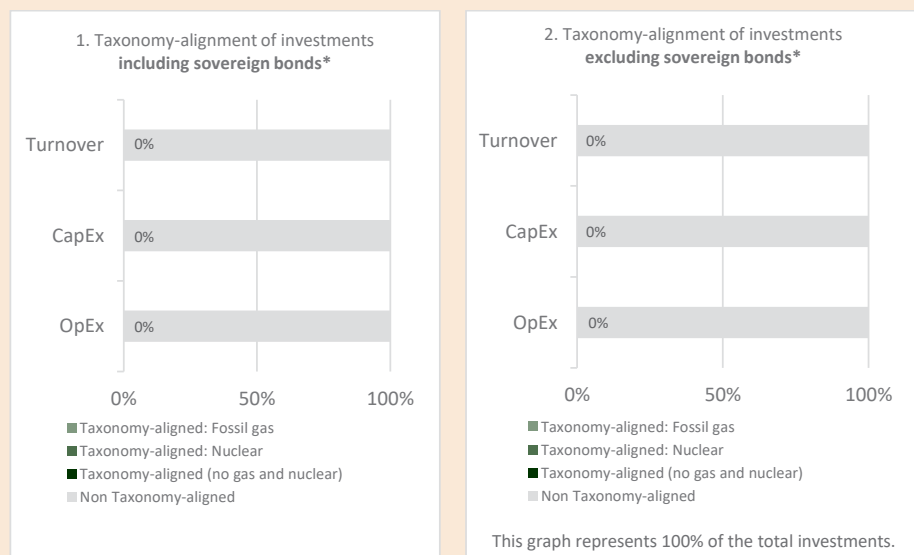 1. Taxonomy-alignment of investments
including sovereign bonds*
Turnover
0%
CapEx
0%
OpEx
0%
0%
50%
100%
Taxonomy-aligned: Fossil gas
Taxonomy-aligned: Nuclear
Taxonomy-aligned (no gas and nuclear)
Non Taxonomy-aligned
2. Taxonomy-alignment of investments
excluding sovereign bonds*
Turnover
0%
CapEx
0%
OpEx
0%
0%
50%
100%
Taxonomy-aligned: Fossil gas
Taxonomy-aligned: Nuclear
Taxonomy-aligned (no gas and nuclear)
Non Taxonomy-aligned
This graph represents 100% of the total investments.